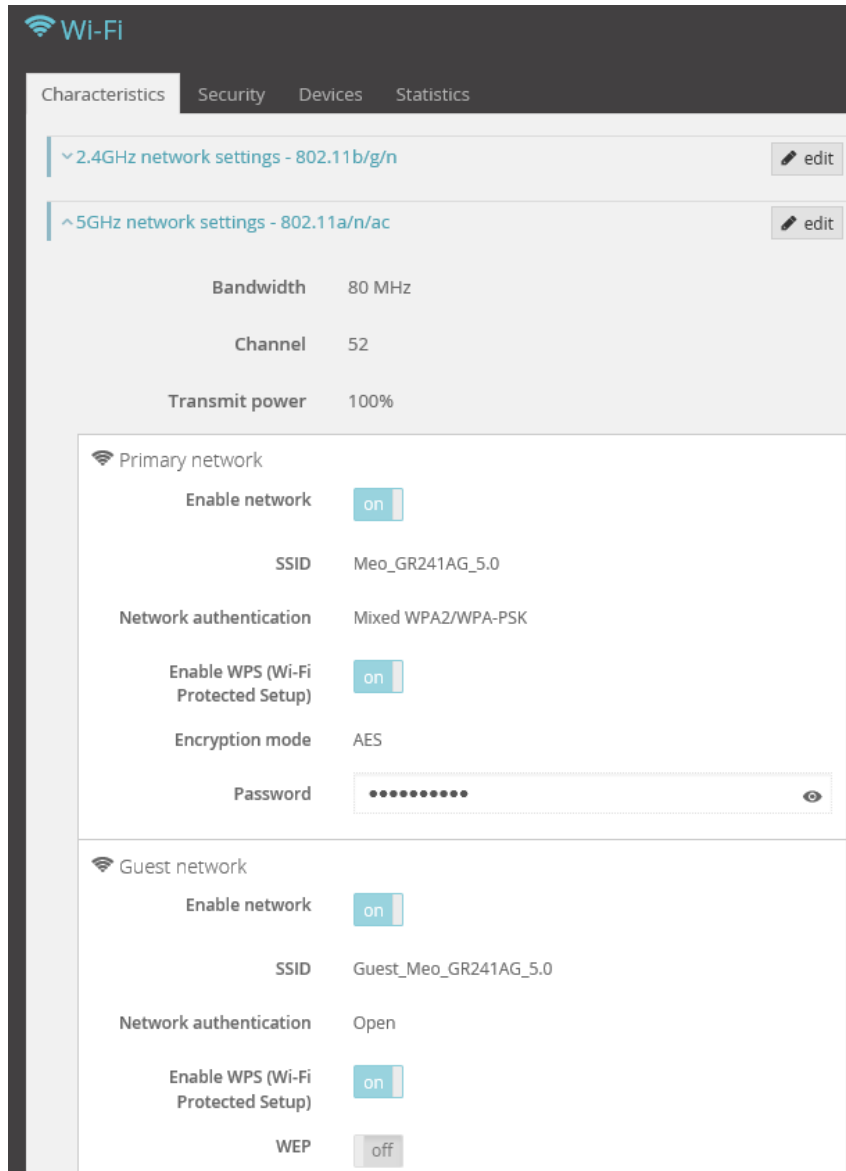 Wi-Fi
Characteristics Security Devices Statistics
2.4GHz network settings - 802.11b/g/n edit
5GHz network settings - 802.11a/n/ac edit
Bandwidth 80 MHz
Channel 52
Transmit power 100%
Primary network
Enable network on
SSID Meo_GR241AG_5.0
Network authentication Mixed WPA2/WPA-PSK
Enable WPS (Wi-Fi
Protected Setup) on
Encryption mode AES
Password ••••••••••
Guest network
Enable network on
SSID Guest_Meo_GR241AG_5.0
Network authentication Open
Enable WPS (Wi-Fi
Protected Setup) on
WEP off